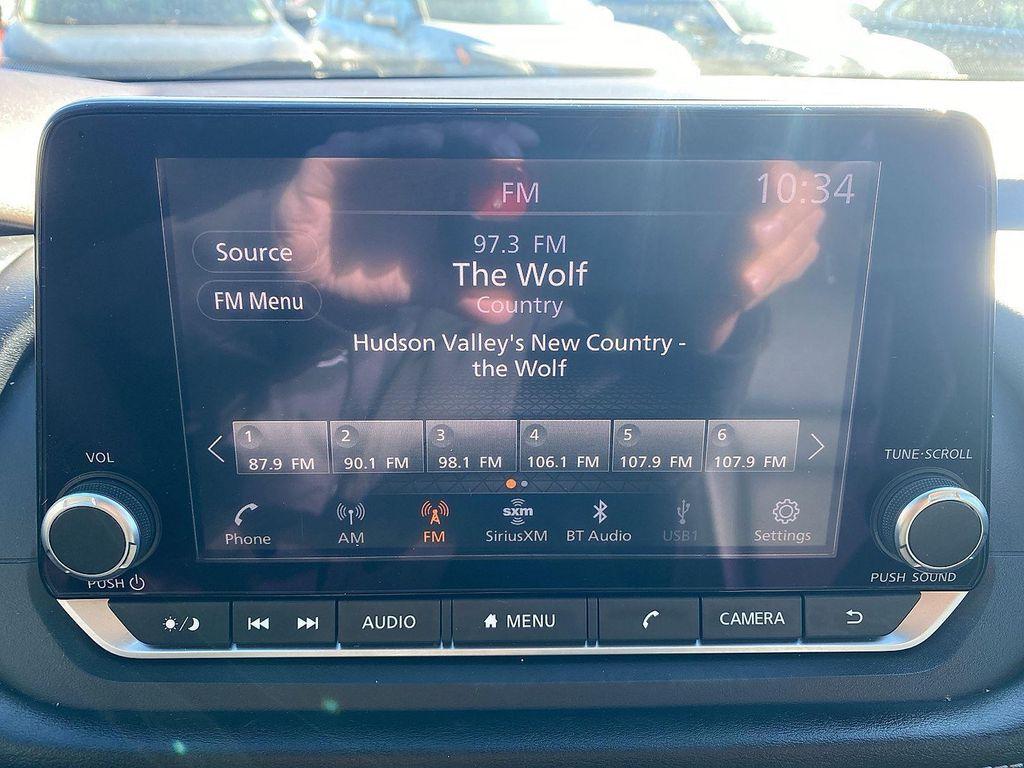 FM
10:34
97.3 FM
Source
The Wolf
FM Menu
Country
Hudson Valley's New Country -
the Wolf
1
2
3
4
5
6
87.9 FM
90.1 FM
98.1 FM
106.1 FM
107.9 FM
107.9 FM
VOL
TUNE·SCROLL
sxm
Phone
AM
FM
SiriusXM
BT Audio
USB1
Settings
PUSH
PUSH SOUND
AUDIO
MENU
CAMERA